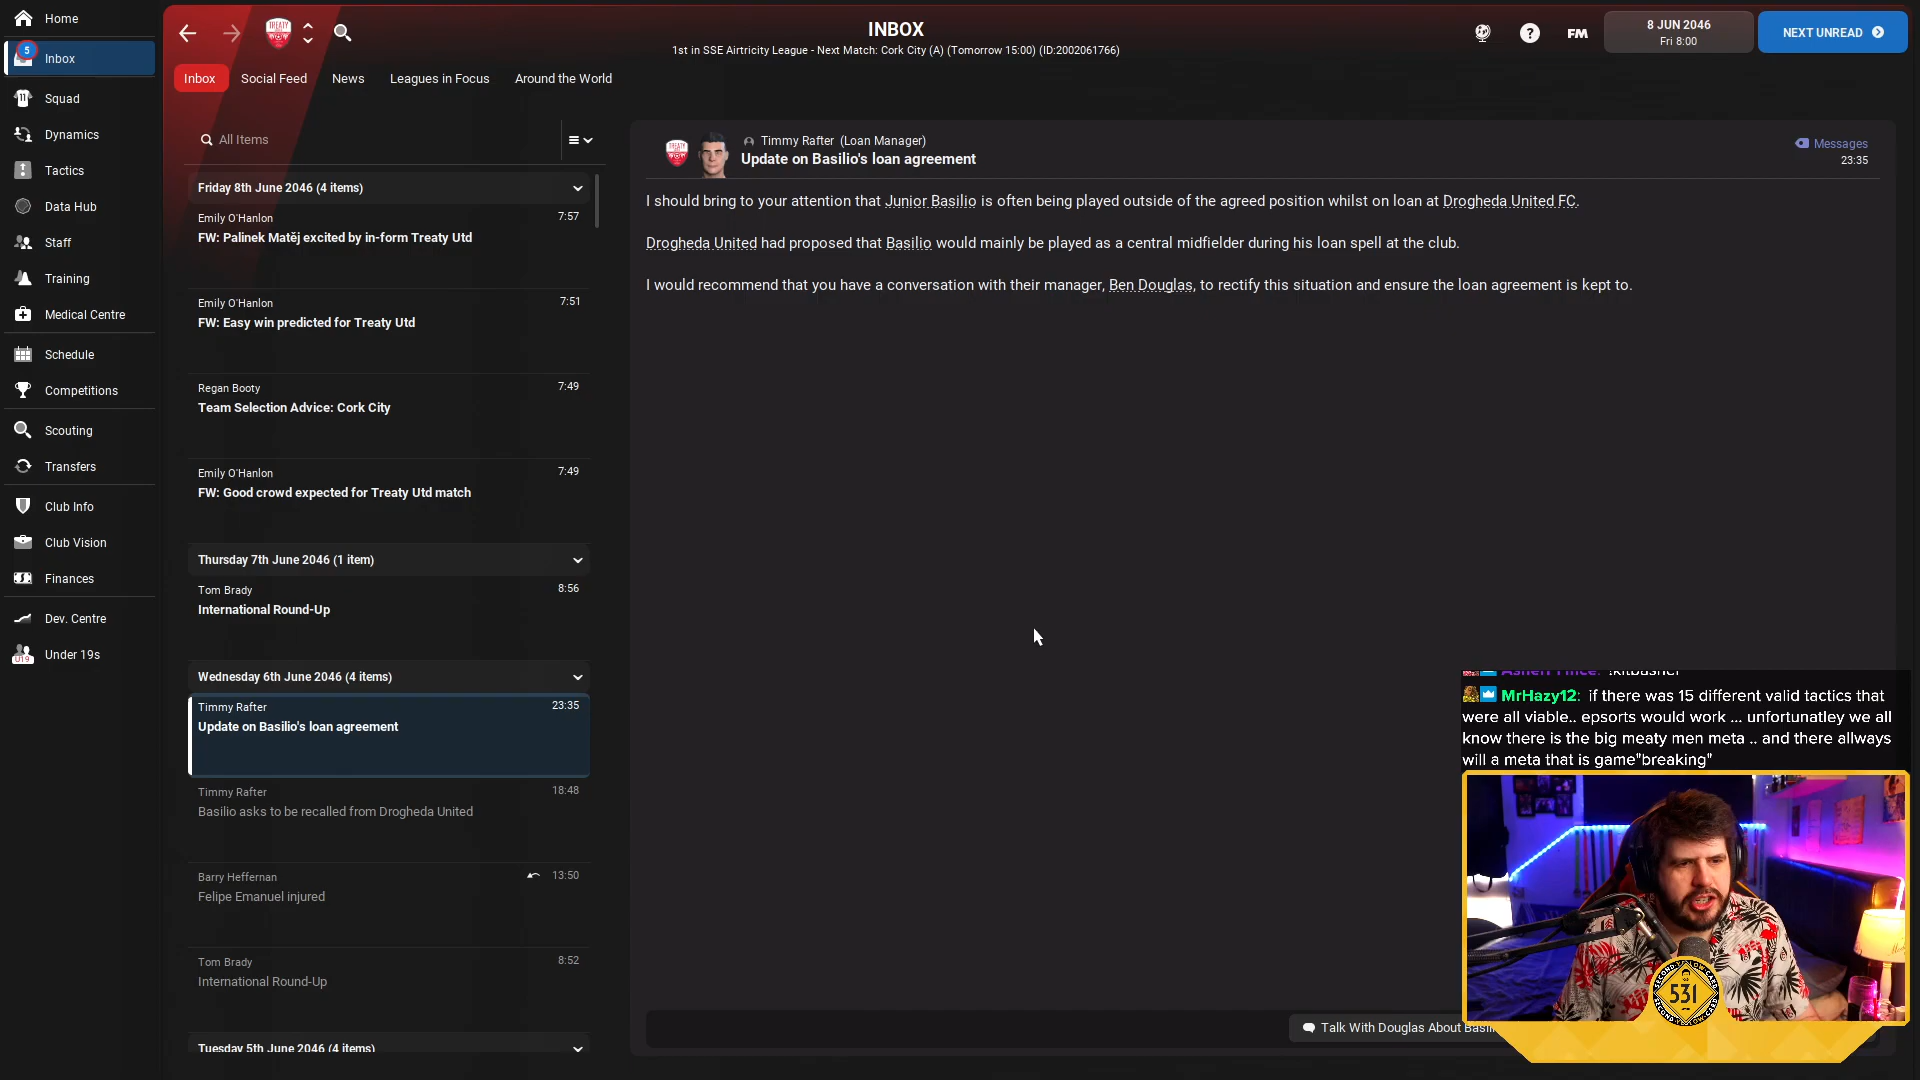 Home
5
Inbox
Squad
Dynamics
Tactics
Data Hub
Staff
Training
Medical Centre
Schedule
Competitions
Scouting
Transfers
Club Info
Club Vision
Finances
Dev. Centre
U19
Under 19s
TREATY
INBOX
1st in SSE Airtricity League - Next Match: Cork City (A) (Tomorrow 15:00) (ID:2002061766)
?
FM
8 JUN 2046
Fri 8:00
NEXT UNREAD
Inbox
Social Feed
News
Leagues in Focus
Around the World
All Items
Friday 8th June 2046 (4 items)
Emily O'Hanlon
7:57
FW: Palinek Matěj excited by in-form Treaty Utd
Emily O'Hanlon
7:51
FW: Easy win predicted for Treaty Utd
Regan Booty
7:49
Team Selection Advice: Cork City
Emily O'Hanlon
7:49
FW: Good crowd expected for Treaty Utd match
Thursday 7th June 2046 (1 item)
Tom Brady
8:56
International Round-Up
Wednesday 6th June 2046 (4 items)
Timmy Rafter
23:35
Update on Basilio's loan agreement
Timmy Rafter
18:48
Basilio asks to be recalled from Drogheda United
Barry Heffernan
13:50
Felipe Emanuel injured
Tom Brady
8:52
International Round-Up
Tuesday 5th June 2046 (4 items)
TREATY
Timmy Rafter (Loan Manager)
Update on Basilio's loan agreement
Messages
23:35
I should bring to your attention that Junior Basilio is often being played outside of the agreed position whilst on loan at Drogheda United FC.
Drogheda United had proposed that Basilio would mainly be played as a central midfielder during his loan spell at the club.
I would recommend that you have a conversation with their manager, Ben Douglas, to rectify this situation and ensure the loan agreement is kept to.
Talk With Douglas About Basili
MrHazy12: if there was 15 different valid tactics that
were all viable.. epsorts would work ... unfortunatley we all
know there is the big meaty men meta .. and there allways
will a meta that is game"breaking"
SECOND YELLOW CARD
531